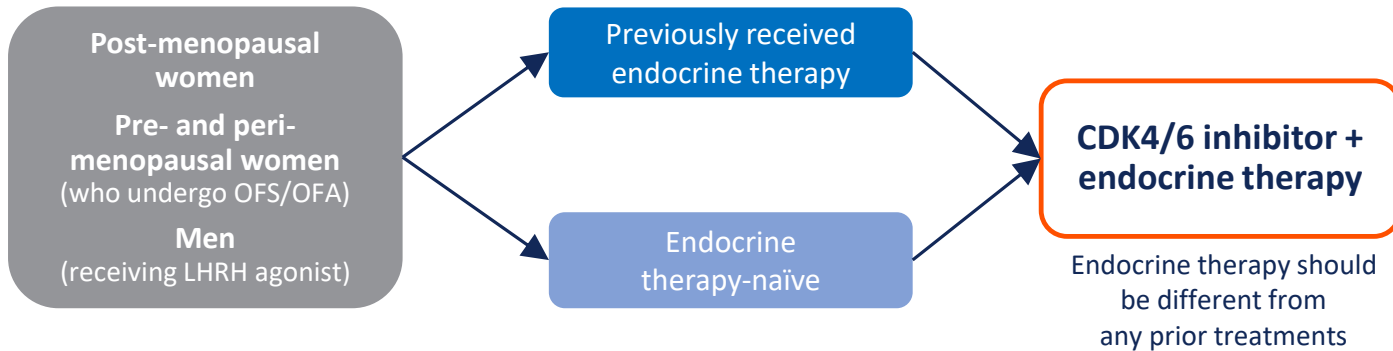 Post-menopausal
women
Pre- and peri-
menopausal women
(who undergo OFS/OFA)
Men
(receiving LHRH agonist)
Previously received
endocrine therapy
Endocrine
therapy-naïve
CDK4/6 inhibitor +
endocrine therapy
Endocrine therapy should
be different from
any prior treatments